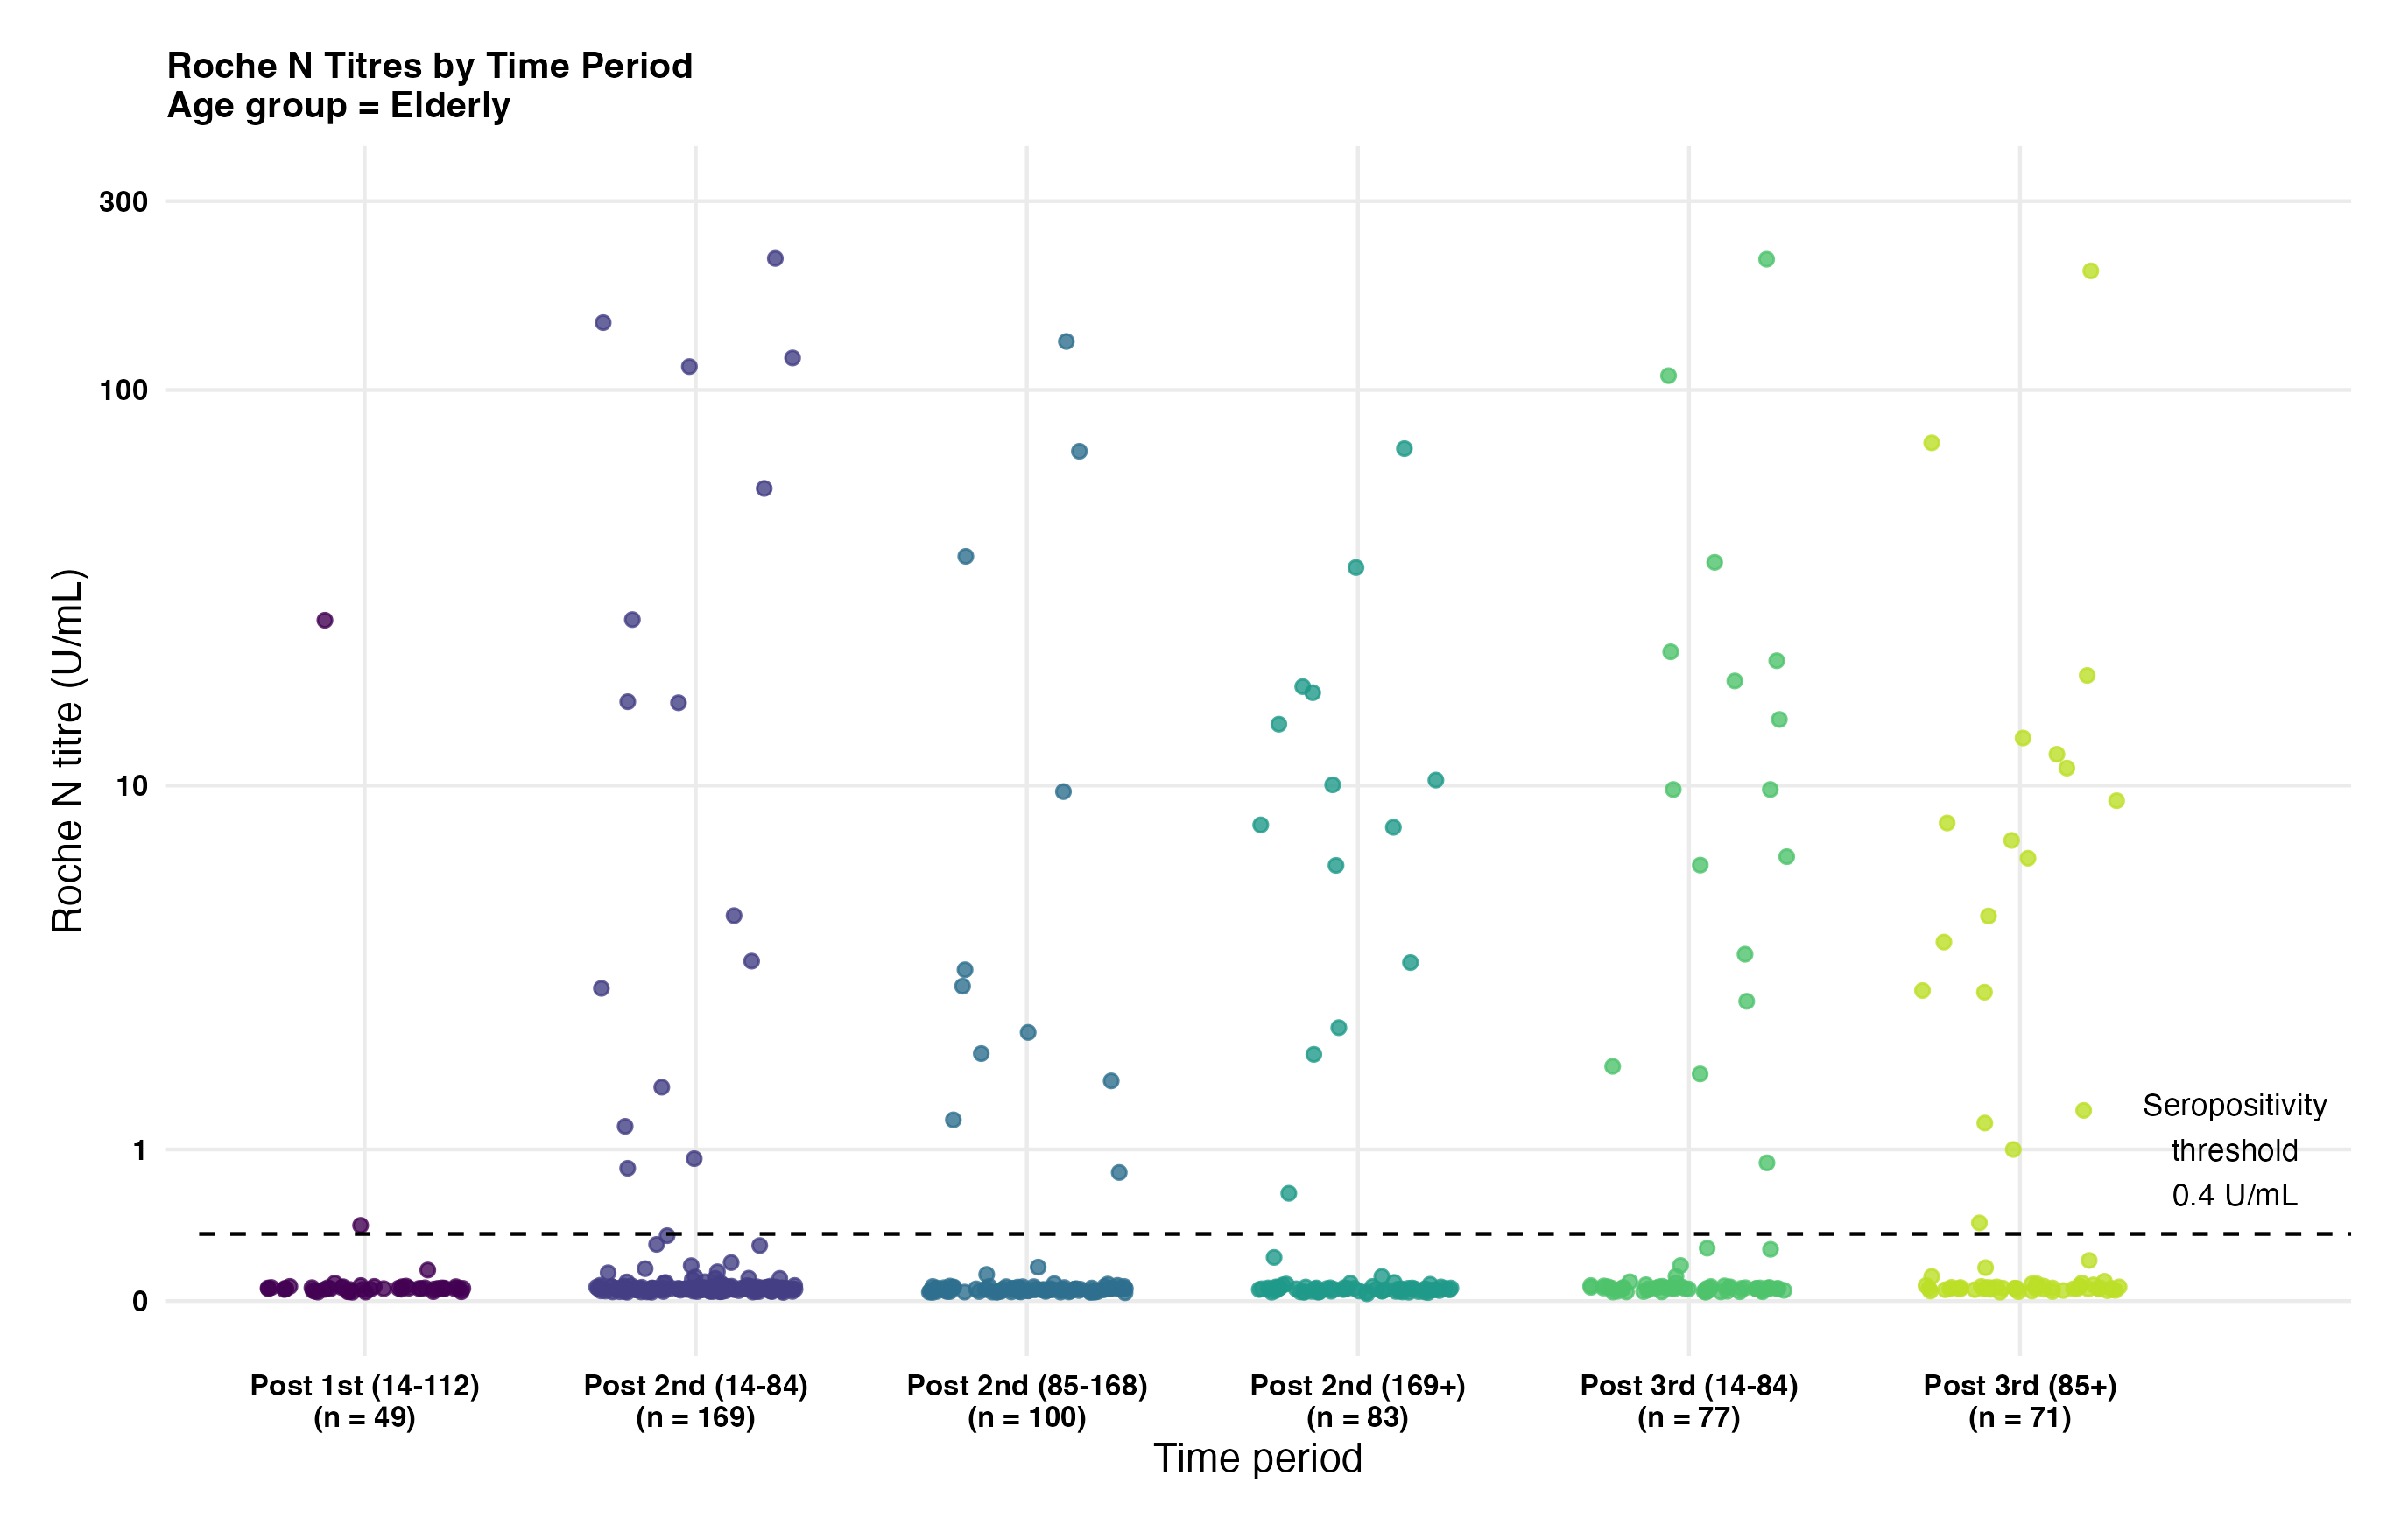 Roche N Titres by Time Period
Age group = Elderly
Roche N titre (U/mL)
300
100
10
1
0
Seropositivity
threshold
0.4 U/mL
Post 1st (14-112)
(n = 49)
Post 2nd (14-84)
(n = 169)
Post 2nd (85-168)
(n = 100)
Post 2nd (169+)
(n = 83)
Post 3rd (14-84)
(n = 77)
Post 3rd (85+)
(n = 71)
Time period